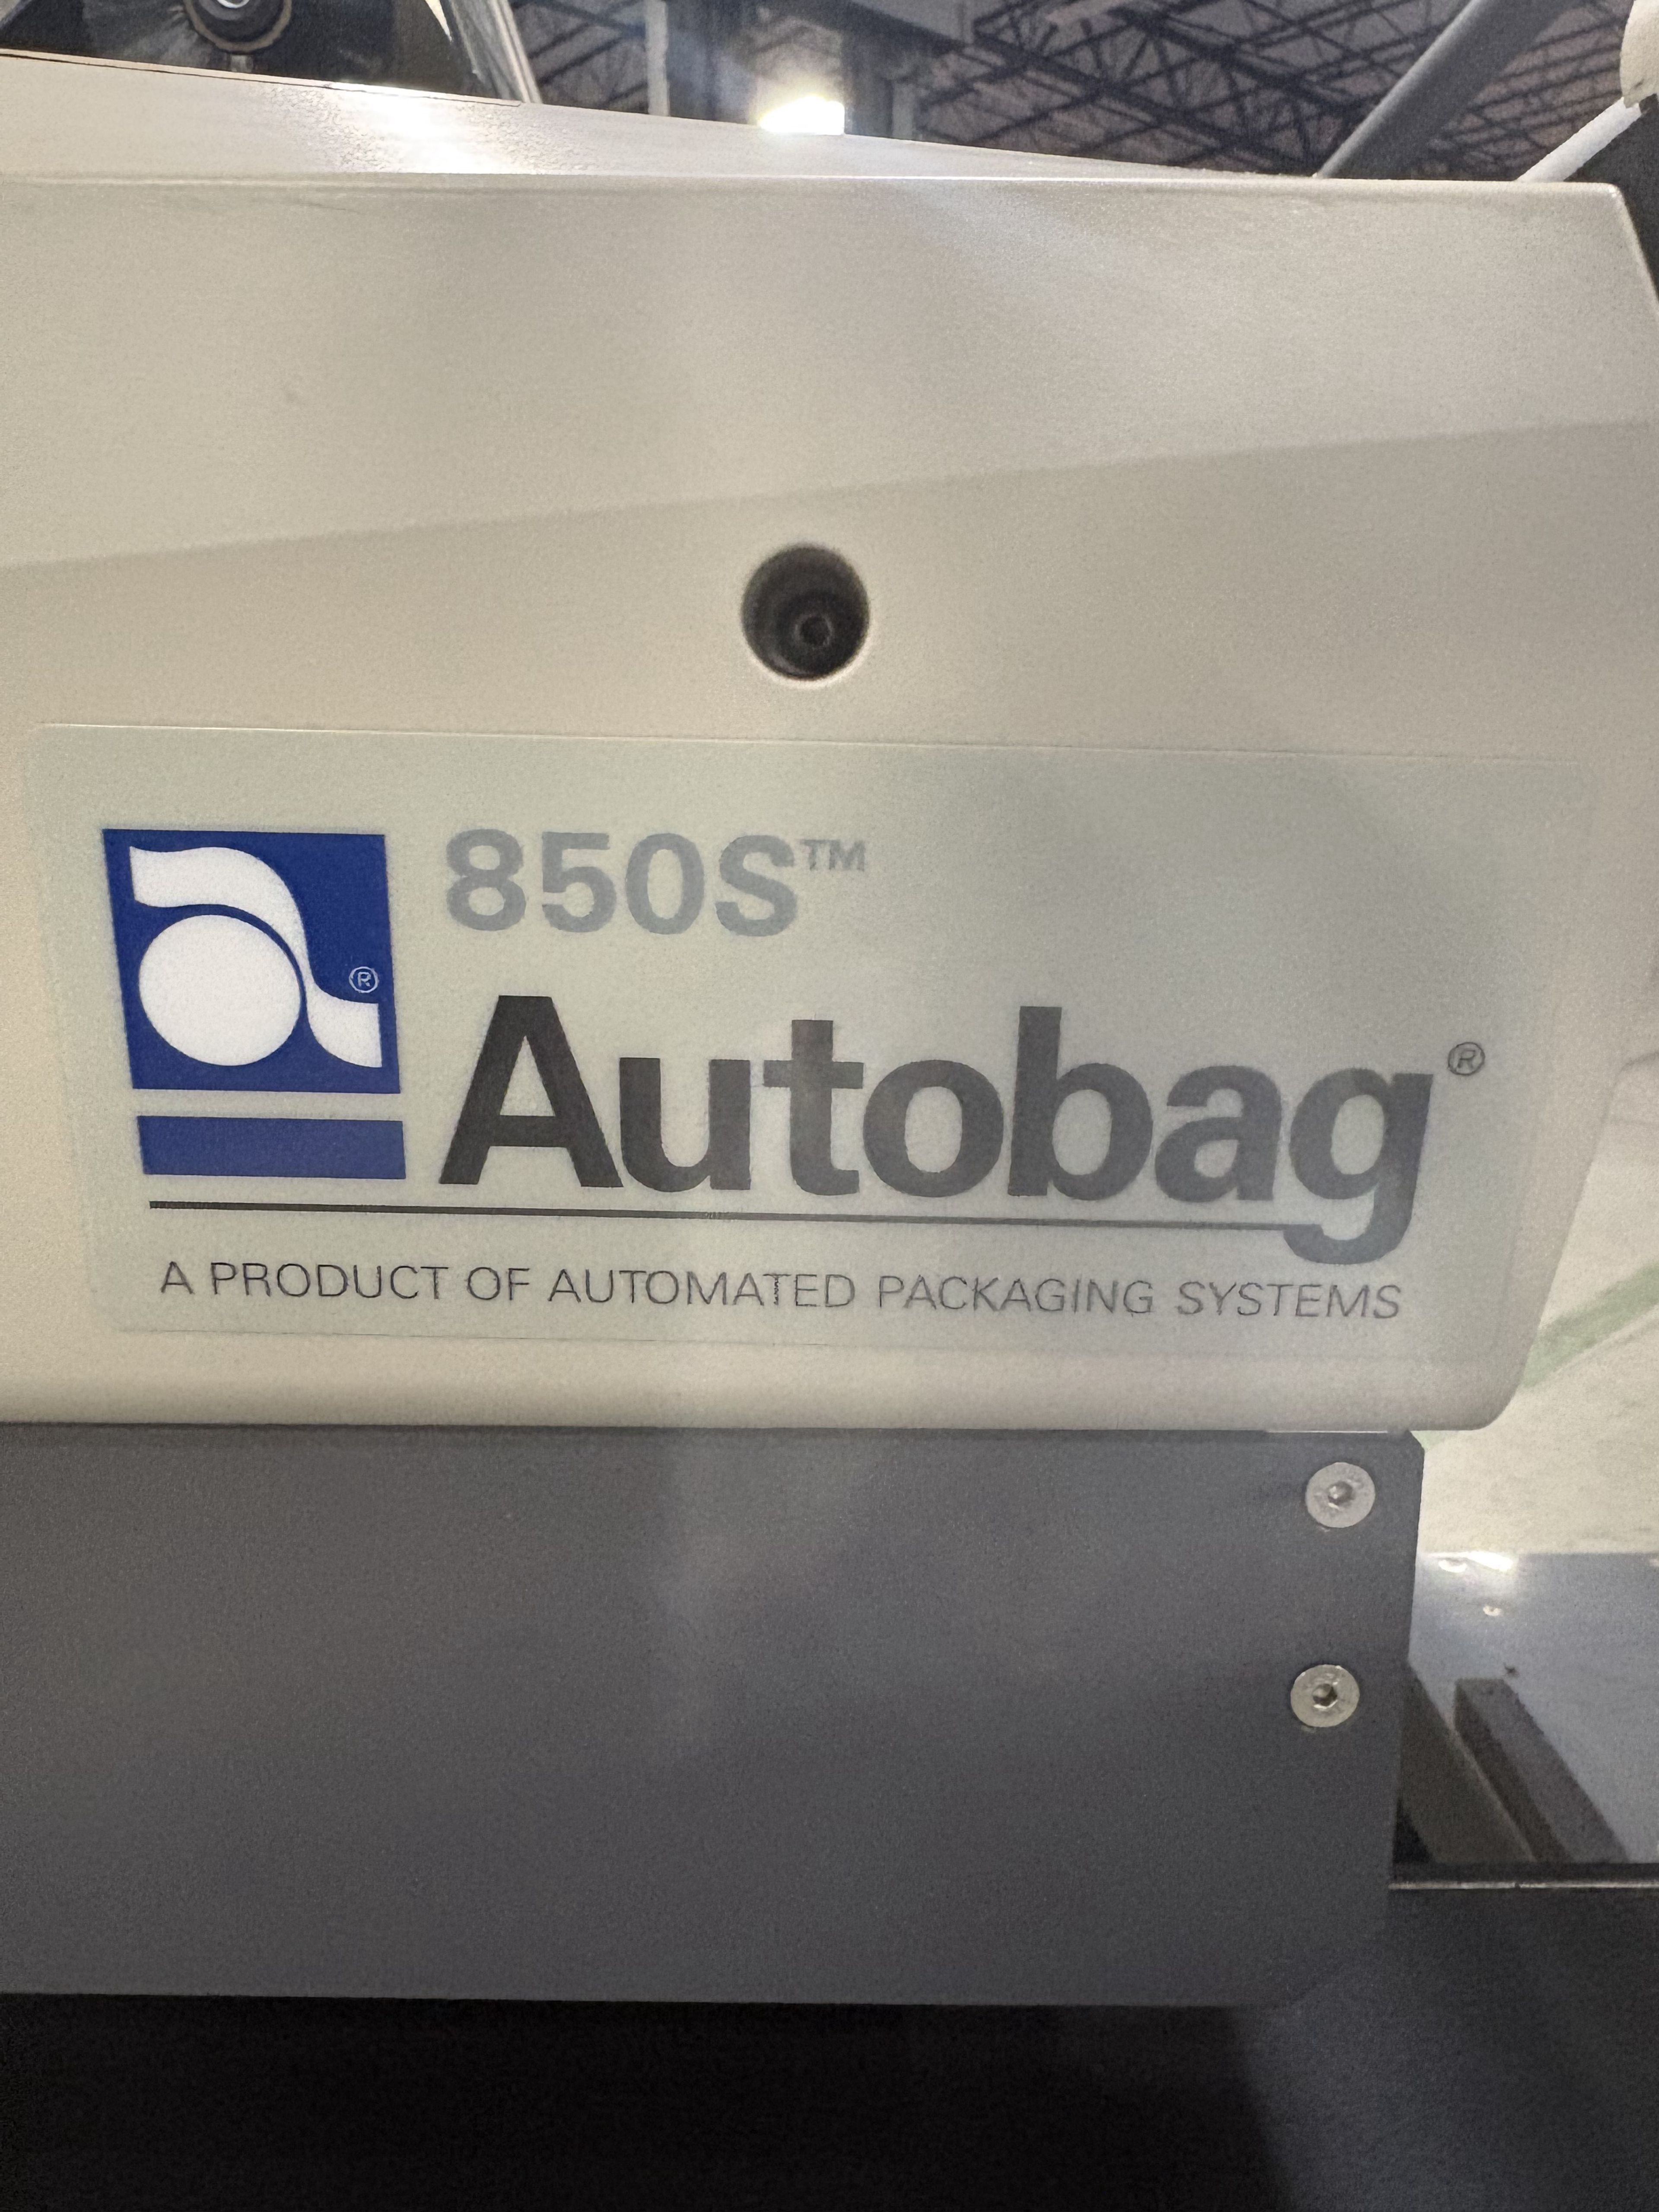 850S™
®
Autobag®
A PRODUCT OF AUTOMATED PACKAGING SYSTEMS